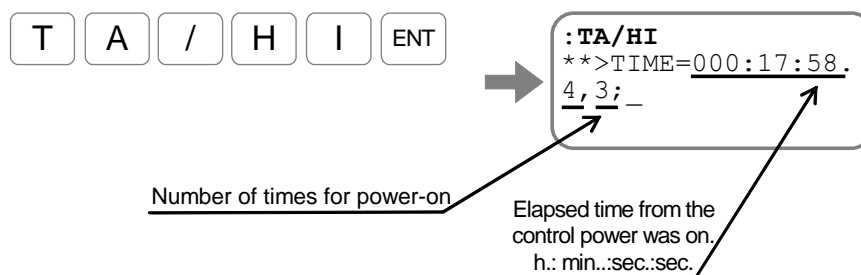 T A / H I ENT
:TA/HI
**>TIME=000:17:58.
4,3;_
Number of times for power-on
Elapsed time from the
control power was on.
h.: min..:sec.:sec.